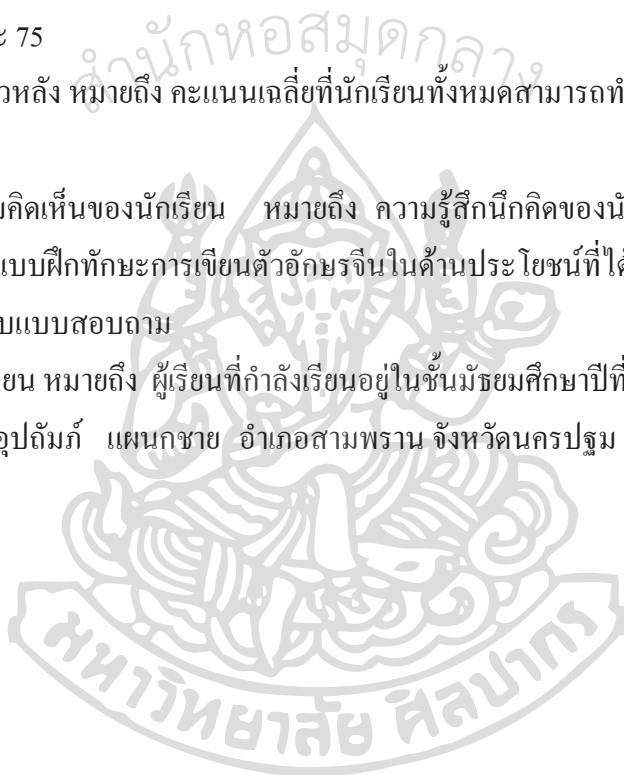 ะ 75
สำนักหอสมุดกลาง
วหลัง หมายถึง คะแนนเฉลี่ยที่นักเรียนทั้งหมดสามารถทำ
มคิดเห็นของนักเรียน หมายถึง ความรู้สึกนึกคิดของนั
แบบฝึกทักษะการเขียนตัวอักษรจีนในด้านประโยชน์ที่ได้
บแบบสอบถาม
ยน หมายถึง ผู้เรียนที่กำลังเรียนอยู่ในชั้นมัธยมศึกษาปีที่
อุปถัมภ์ แผนกชาย อำเภอสามพราน จังหวัดนครปฐม
มหาวิทยาลัย ศิลปากร